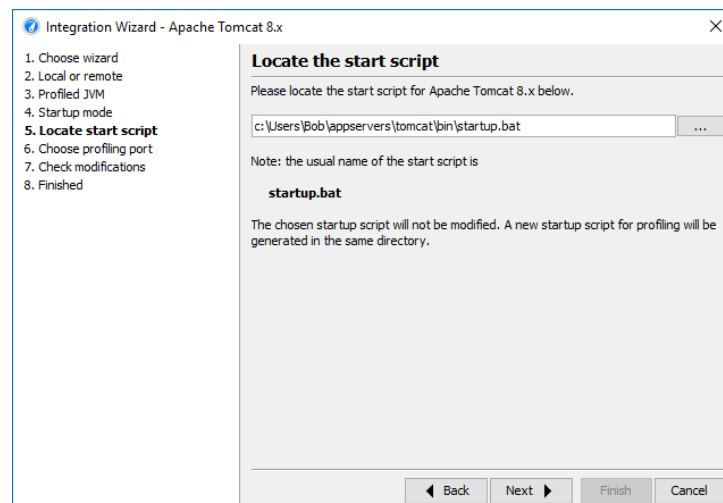 Integration Wizard - Apache Tomcat 8.x
1. Choose wizard
2. Local or remote
3. Profiled JVM
4. Startup mode
5. Locate start script
6. Choose profiling port
7. Check modifications
8. Finished
Locate the start script
Please locate the start script for Apache Tomcat 8.x below.
c:\Users\Bob\appservers\tomcat\bin\startup.bat
...
Note: the usual name of the start script is
startup.bat
The chosen startup script will not be modified. A new startup script for profiling will be
generated in the same directory.
Back Next Finish Cancel